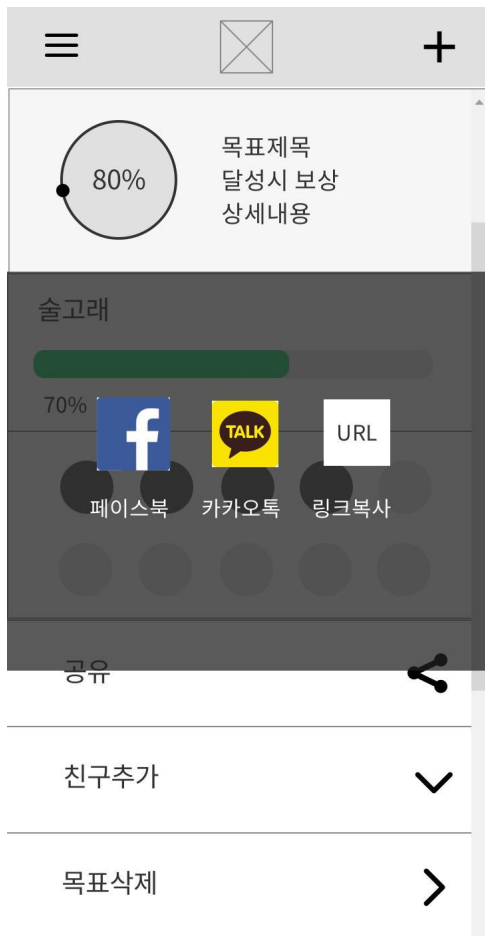 80%
목표제목
달성시 보상
상세내용
술고래
70%
f
TALK
URL
페이스북
카카오톡
링크복사
공유
친구추가
목표삭제